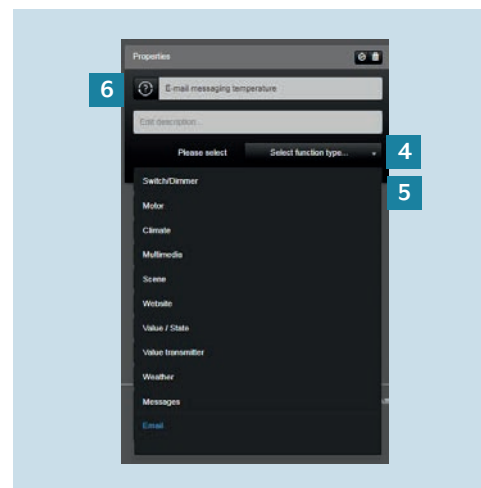 Properties
6
E-mail messaging temperature
Edit description...
Please select Select function type...
4
5
Switch/Dimmer
Motor
Climate
Multimedia
Scene
Website
Value / State
Value transmitter
Weather
Messages
Email